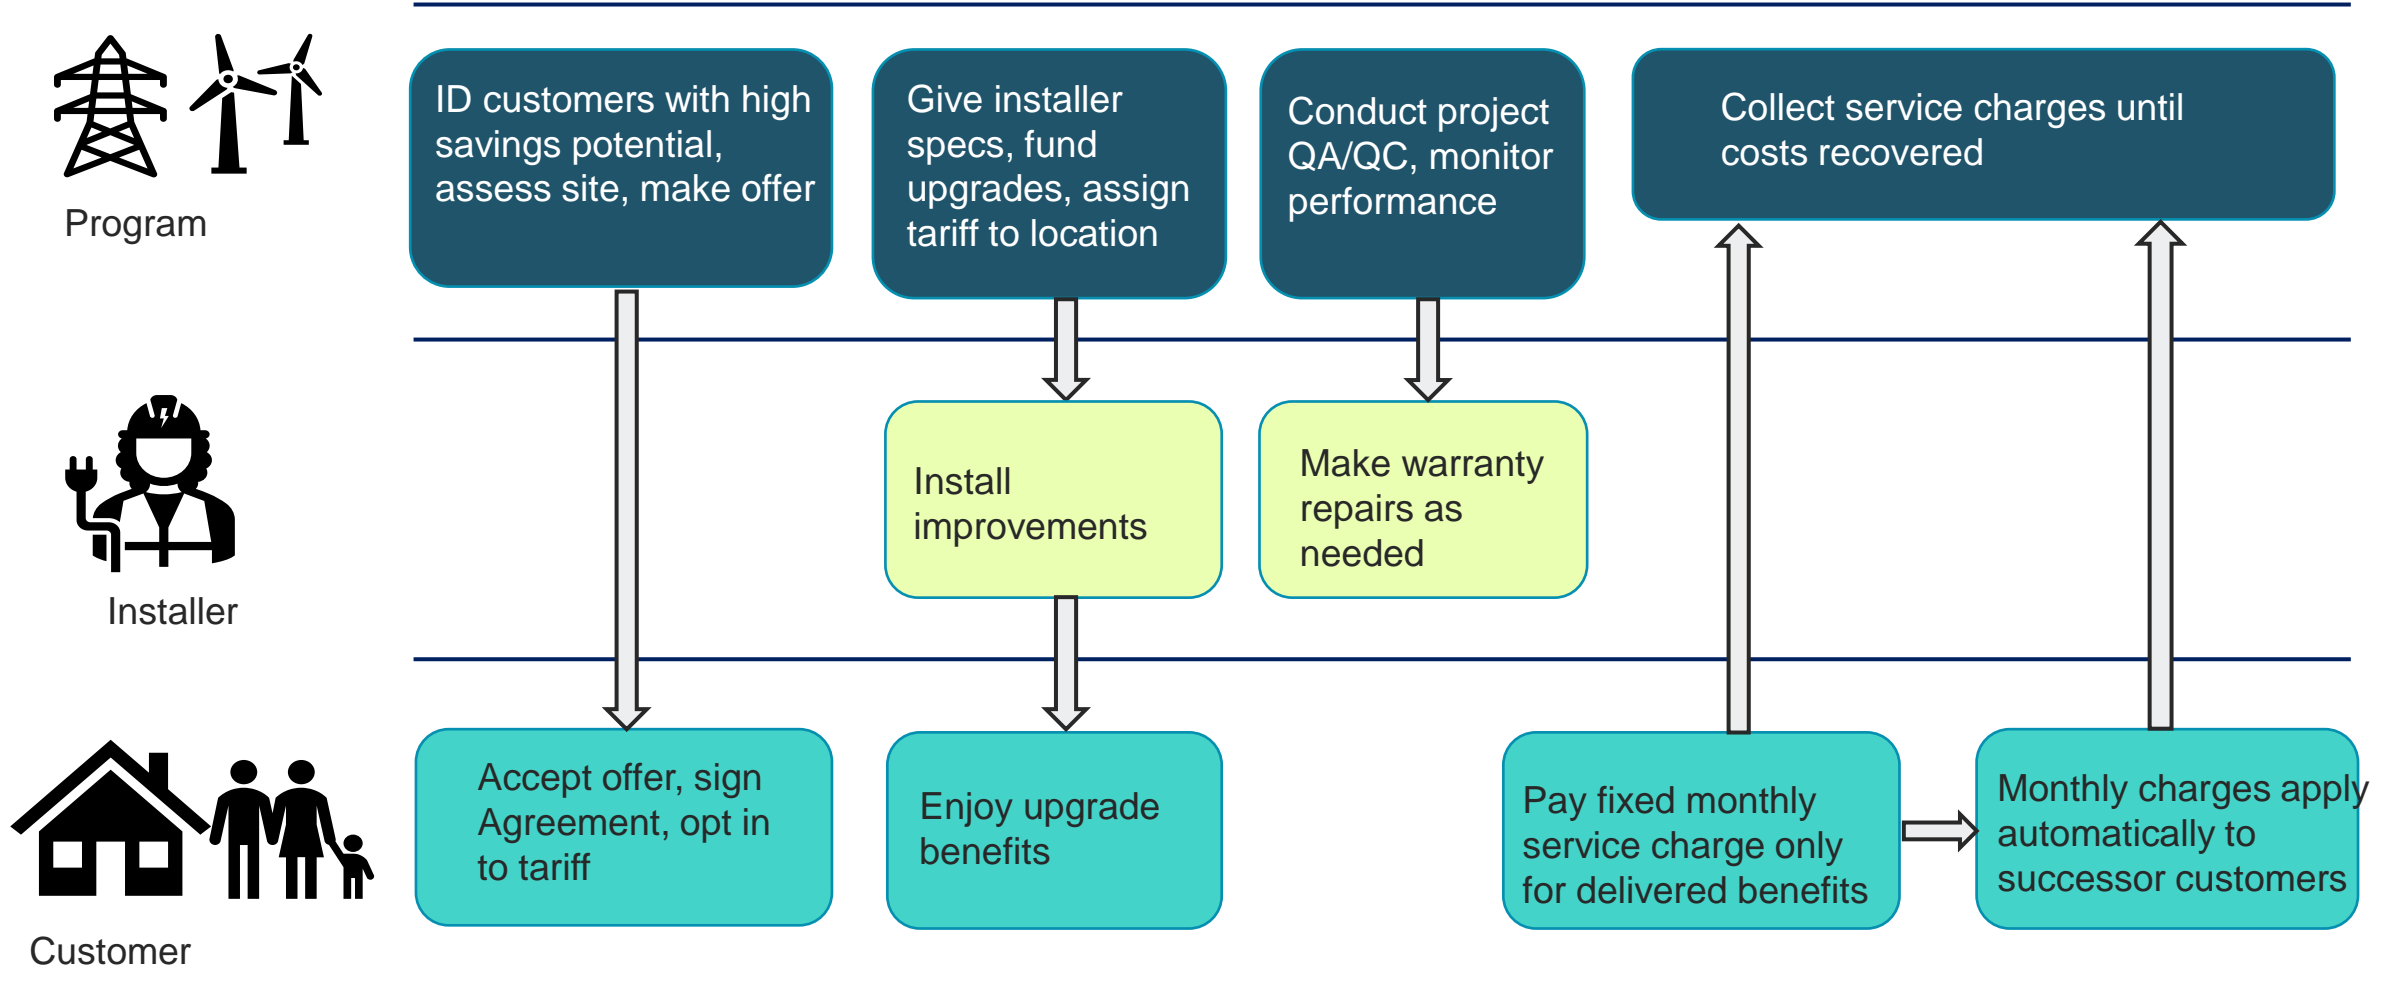 Program
ID customers with high
savings potential,
assess site, make offer
Give installer
specs, fund
upgrades, assign
tariff to location
Conduct project
QA/QC, monitor
performance
Collect service charges until
costs recovered
Installer
Install
improvements
Make warranty
repairs as
needed
Customer
Accept offer, sign
Agreement, opt in
to tariff
Enjoy upgrade
benefits
Pay fixed monthly
service charge only
for delivered benefits
Monthly charges apply
automatically to
successor customers